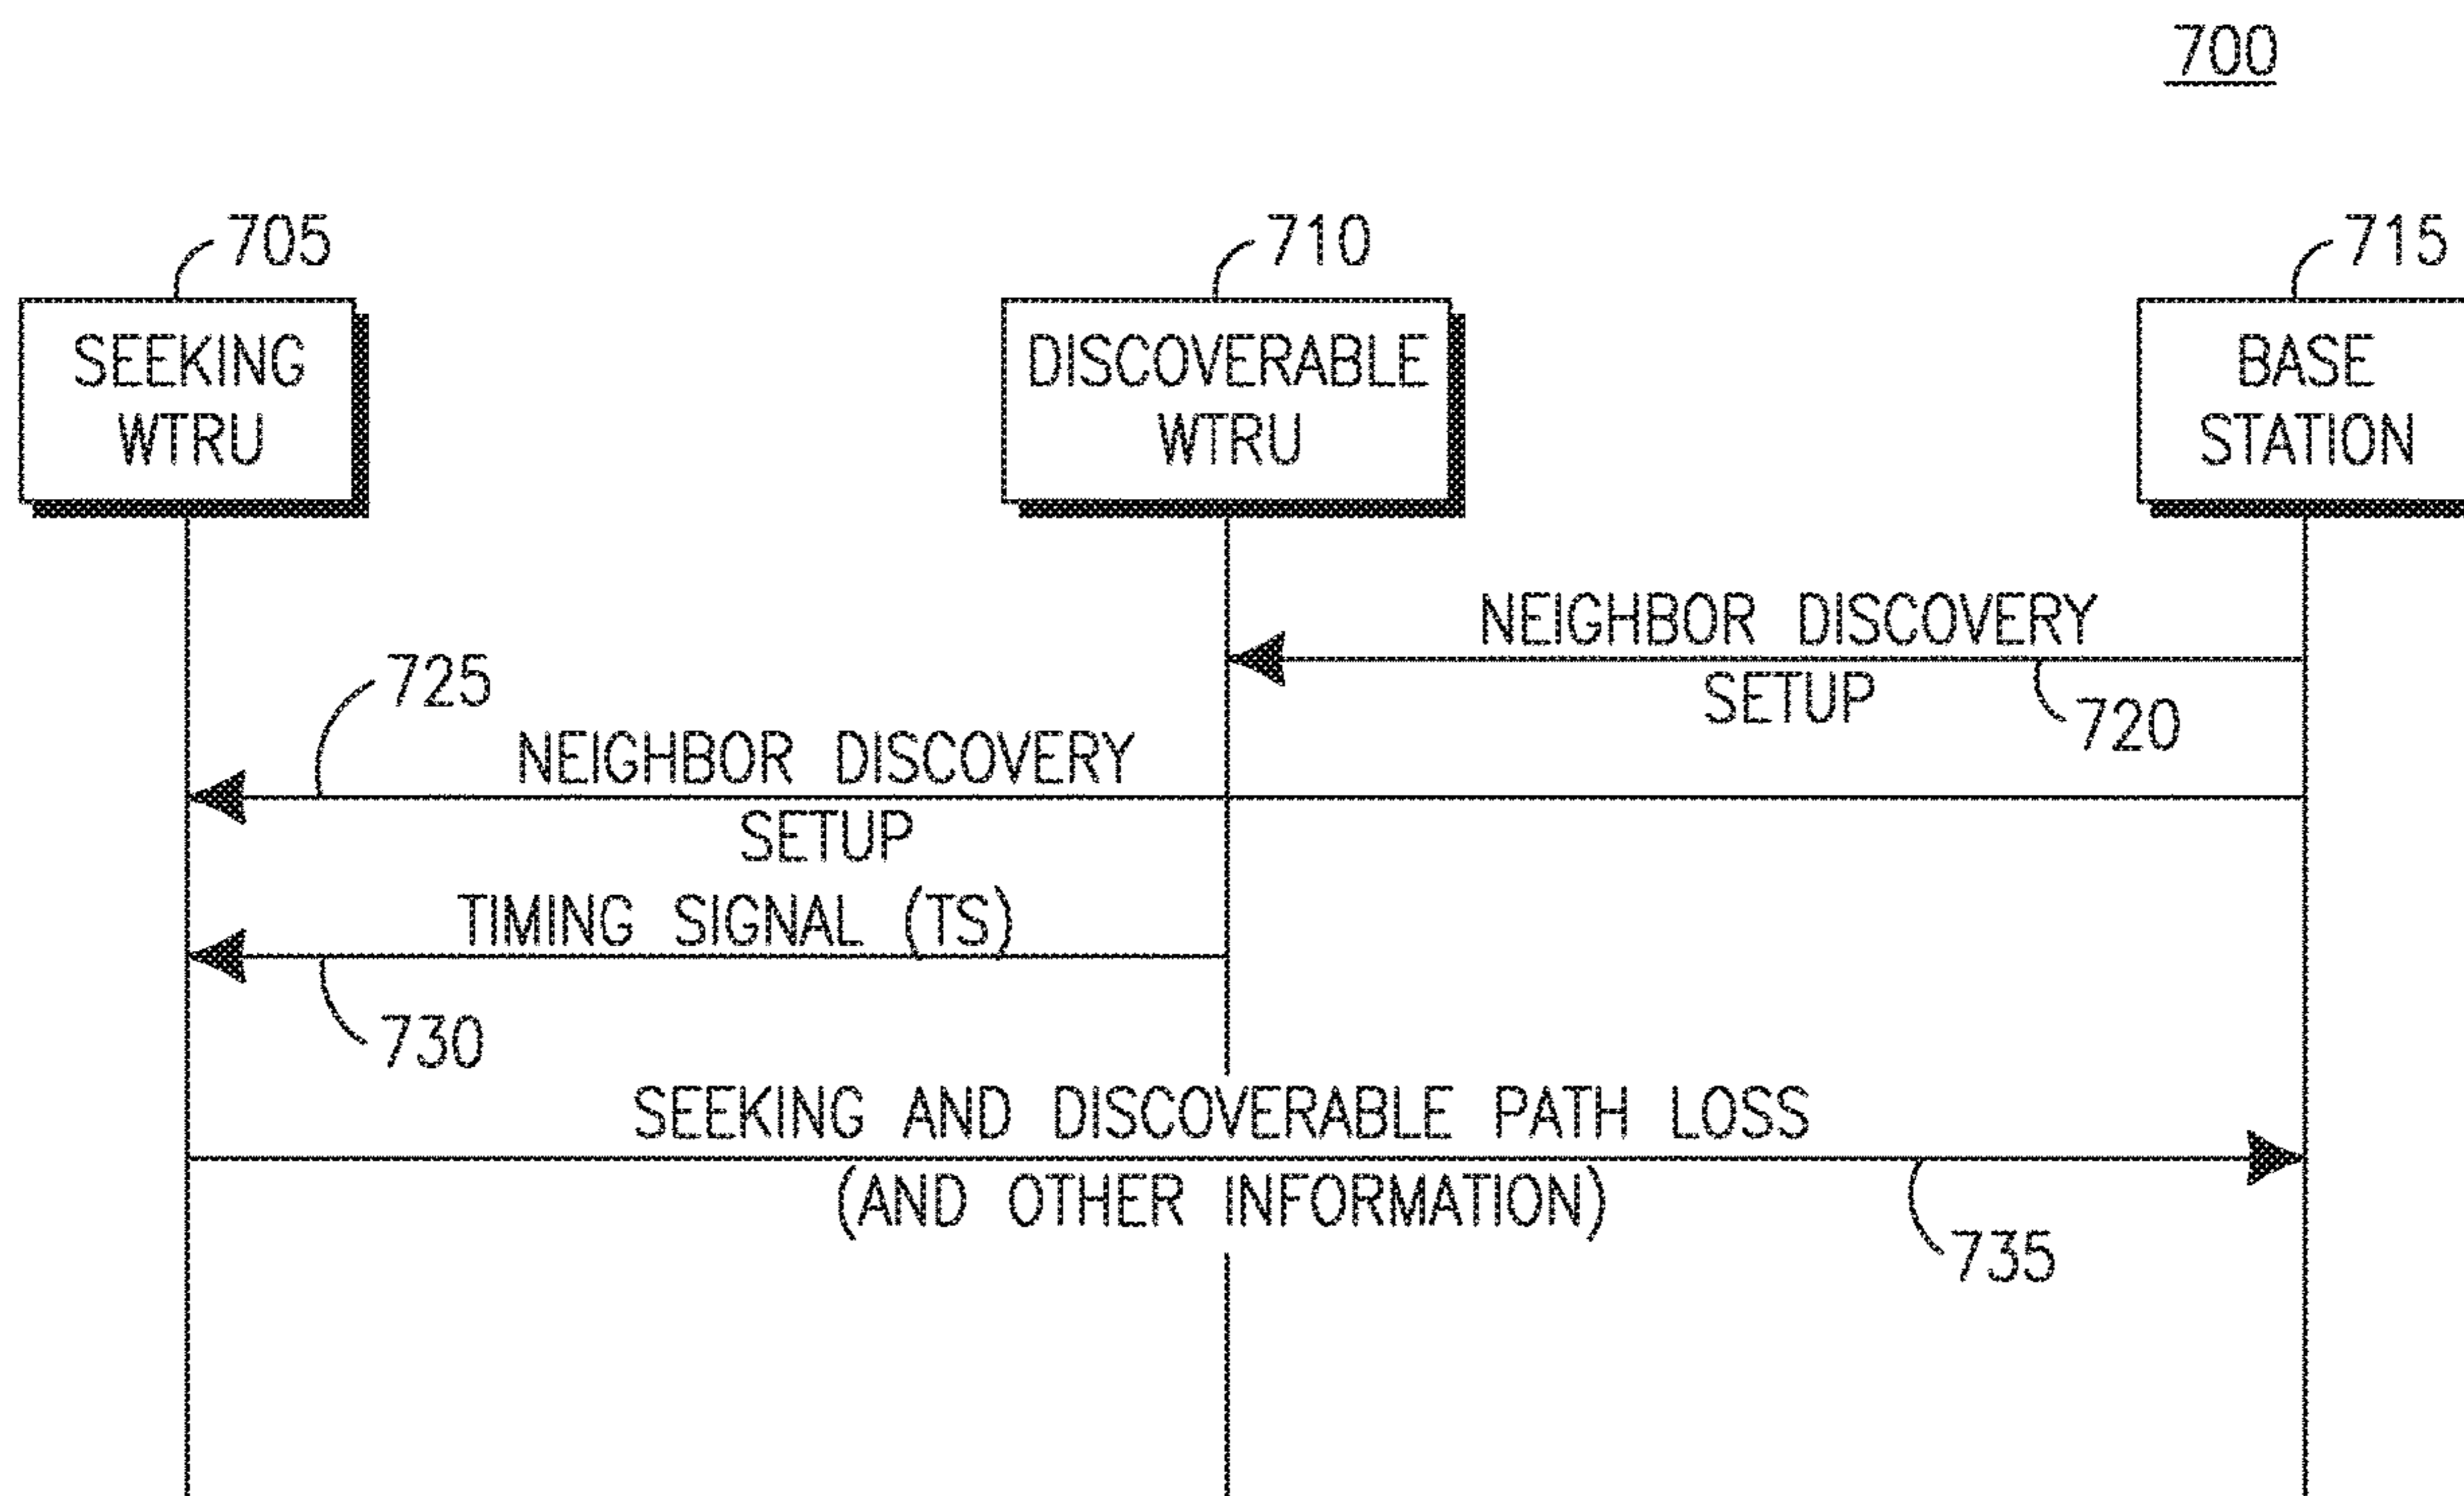 700
705
710
715
SEEKING
WTRU
DISCOVERABLE
WTRU
BASE
STATION
NEIGHBOR DISCOVERY
SETUP
720
725
NEIGHBOR DISCOVERY
SETUP
TIMING SIGNAL (TS)
730
SEEKING AND DISCOVERABLE PATH LOSS
(AND OTHER INFORMATION)
735